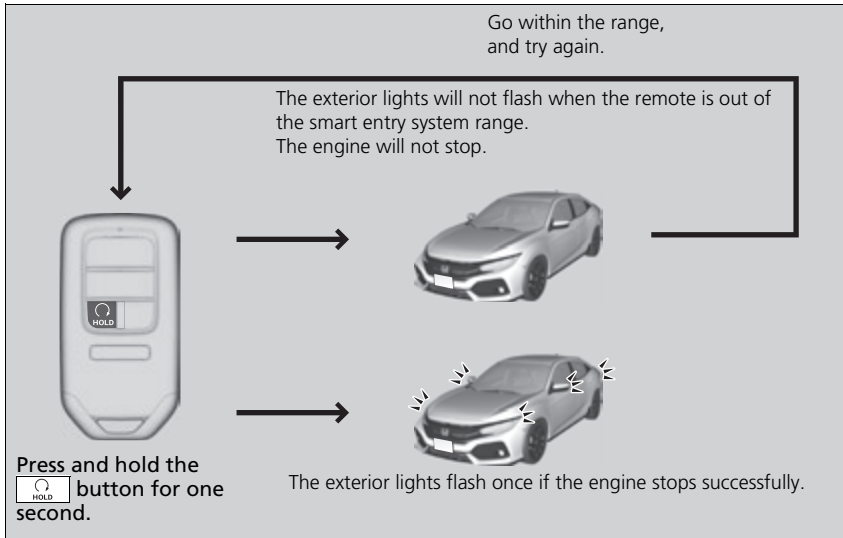 Go within the range,
and try again.
The exterior lights will not flash when the remote is out of
the smart entry system range.
The engine will not stop.
HOLD
Press and hold the
HOLD button for one
second.
The exterior lights flash once if the engine stops successfully.